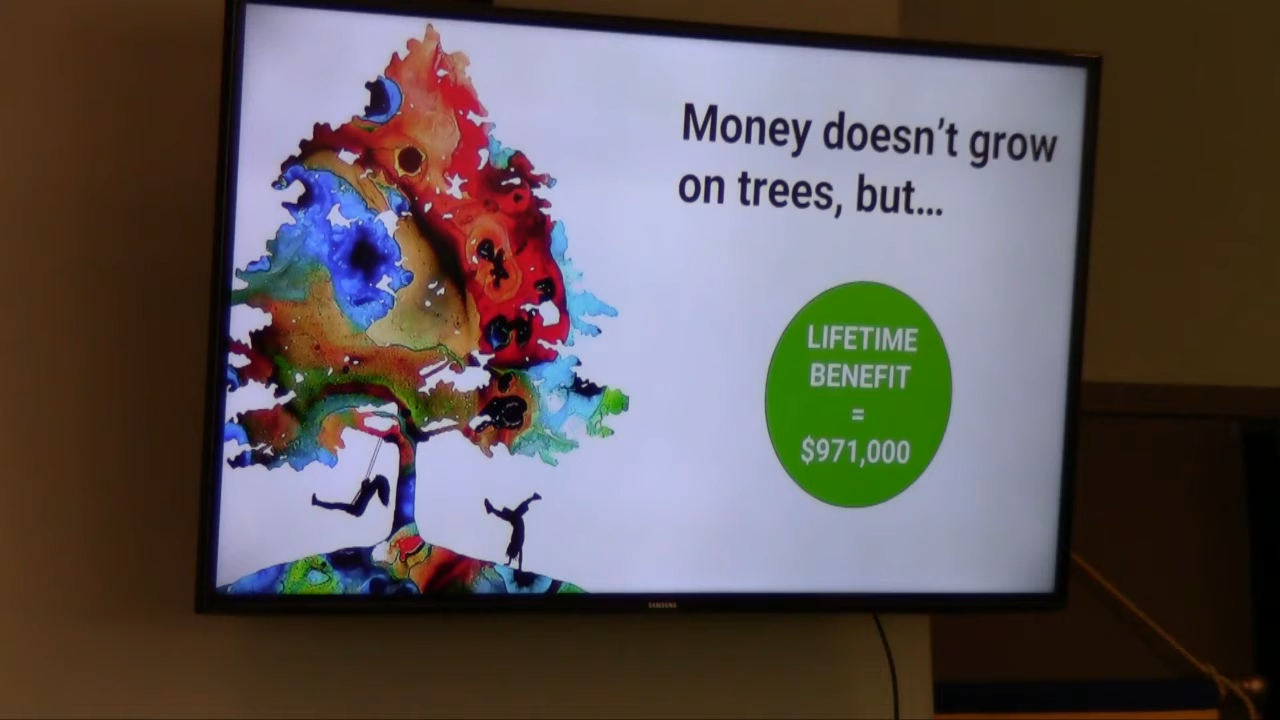 Money doesn’t grow
on trees, but...
LIFETIME
BENEFIT
=
$971,000
SAMSUNG